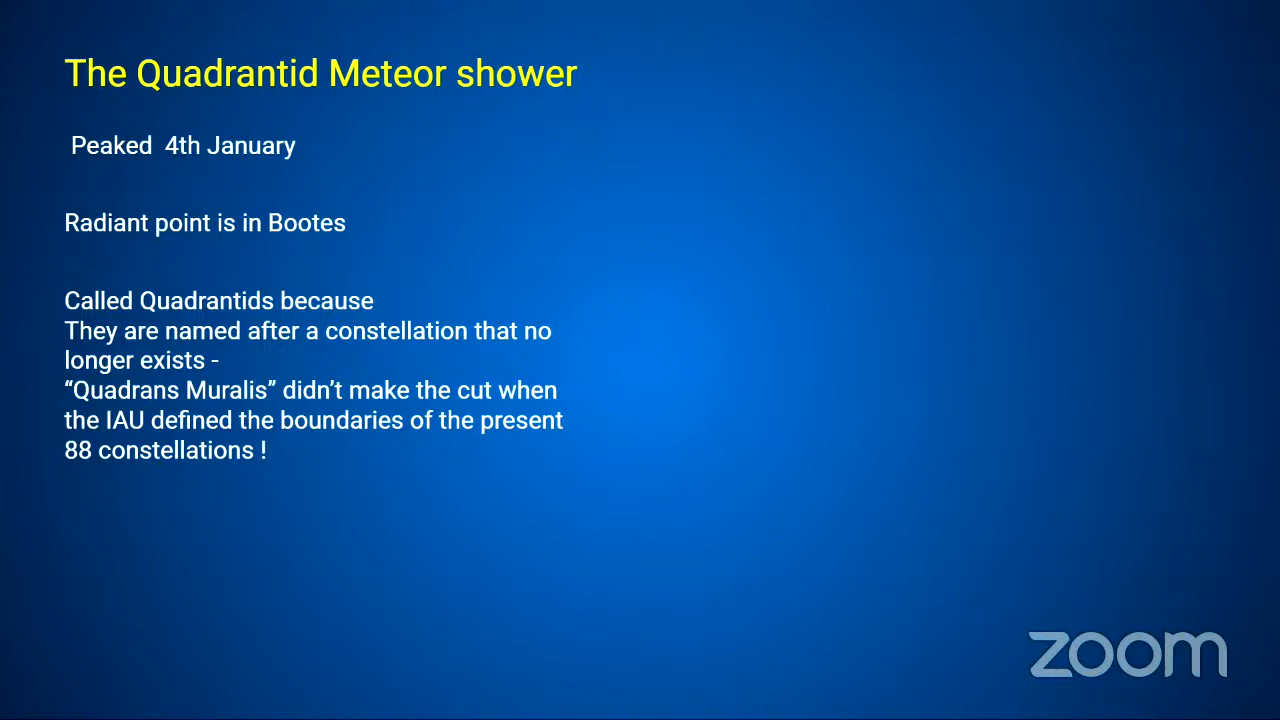 The Quadrantid Meteor shower
Peaked  4th January
Radiant point is in Bootes
Called Quadrantids because
They are named after a constellation that no
longer exists -
“Quadrans Muralis” didn’t make the cut when
the IAU defined the boundaries of the present
88 constellations !
zoom